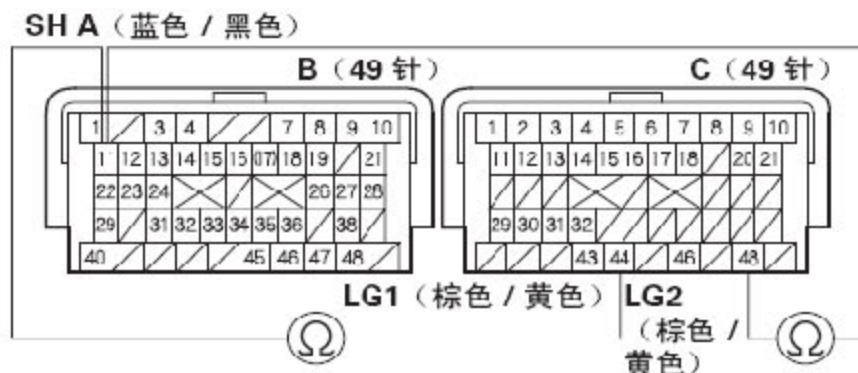 SH A（蓝色 / 黑色）
B（49 针）
C（49 针）
1 3 4 7 8 9 10
11 12 13 14 15 16 (17) 18 19 21
22 23 24 26 27 28
29 31 32 33 34 35 36 38
40 45 46 47 48
1 2 3 4 5 6 7 8 9 10
11 12 13 14 15 16 17 18 20 21
29 30 31 32
43 44 46 48
LG1（棕色 / 黄色）
LG2
（棕色 /
黄色）
Ω
Ω